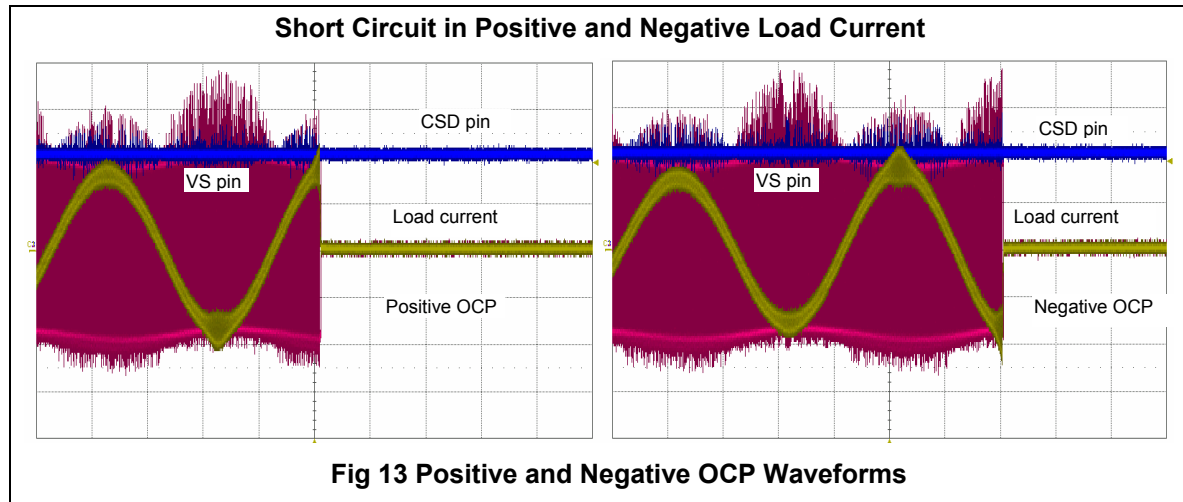 Short Circuit in Positive and Negative Load Current
CSD pin
VS pin
Load current
Positive OCP
CSD pin
VS pin
Load current
Negative OCP
Fig 13 Positive and Negative OCP Waveforms